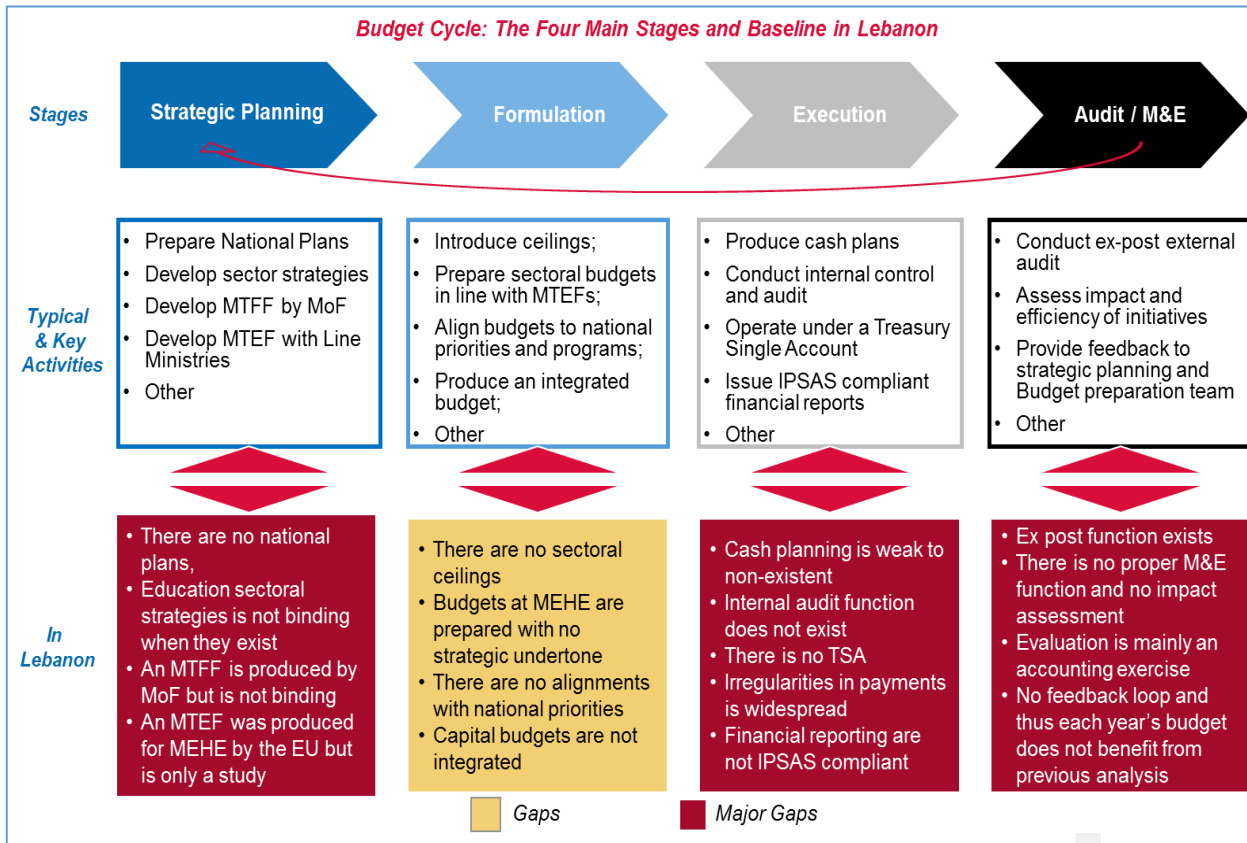 Budget Cycle: The Four Main Stages and Baseline in Lebanon
Stages
Strategic Planning
Formulation
Execution
Audit / M&E
Typical
& Key
Activities
• Prepare National Plans
• Develop sector strategies
• Develop MTFF by MoF
• Develop MTEF with Line
Ministries
• Other
• Introduce ceilings;
• Prepare sectoral budgets
in line with MTEFs;
• Align budgets to national
priorities and programs;
• Produce an integrated
budget;
• Other
• Produce cash plans
• Conduct internal control
and audit
• Operate under a Treasury
Single Account
• Issue IPSAS compliant
financial reports
• Other
• Conduct ex-post external
audit
• Assess impact and
efficiency of initiatives
• Provide feedback to
strategic planning and
Budget preparation team
• Other
In
Lebanon
• There are no national
plans,
• Education sectoral
strategies is not binding
when they exist
• An MTFF is produced by
MoF but is not binding
• An MTEF was produced
for MEHE by the EU but
is only a study
• There are no sectoral
ceilings
• Budgets at MEHE are
prepared with no
strategic undertone
• There are no alignments
with national priorities
• Capital budgets are not
integrated
• Cash planning is weak to
non-existent
• Internal audit function
does not exist
• There is no TSA
• Irregularities in payments
is widespread
• Financial reporting are
not IPSAS compliant
• Ex post function exists
• There is no proper M&E
function and no impact
assessment
• Evaluation is mainly an
accounting exercise
• No feedback loop and
thus each year's budget
does not benefit from
previous analysis
Gaps
Major Gaps